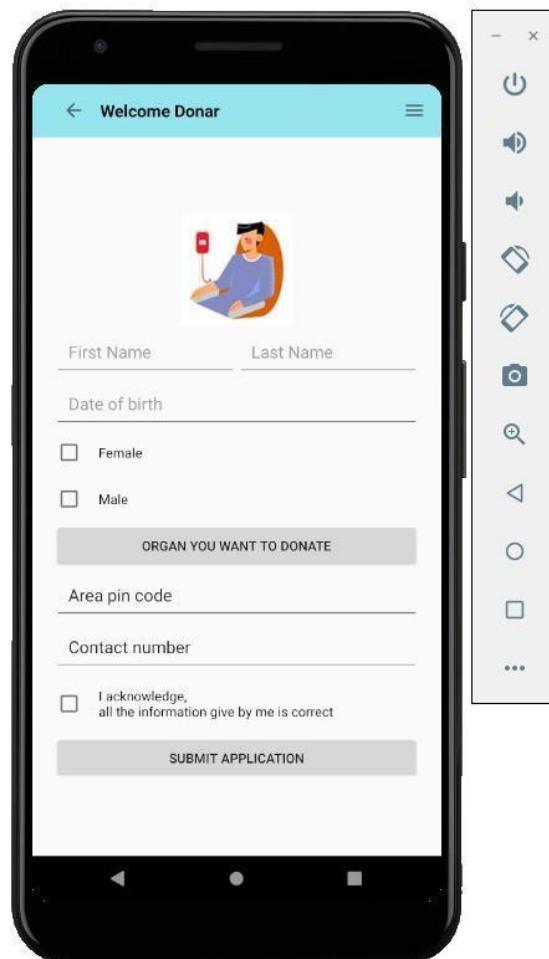 Welcome Donar
First Name Last Name
Date of birth
Female
Male
ORGAN YOU WANT TO DONATE
Area pin code
Contact number
I acknowledge,
all the information give by me is correct
SUBMIT APPLICATION